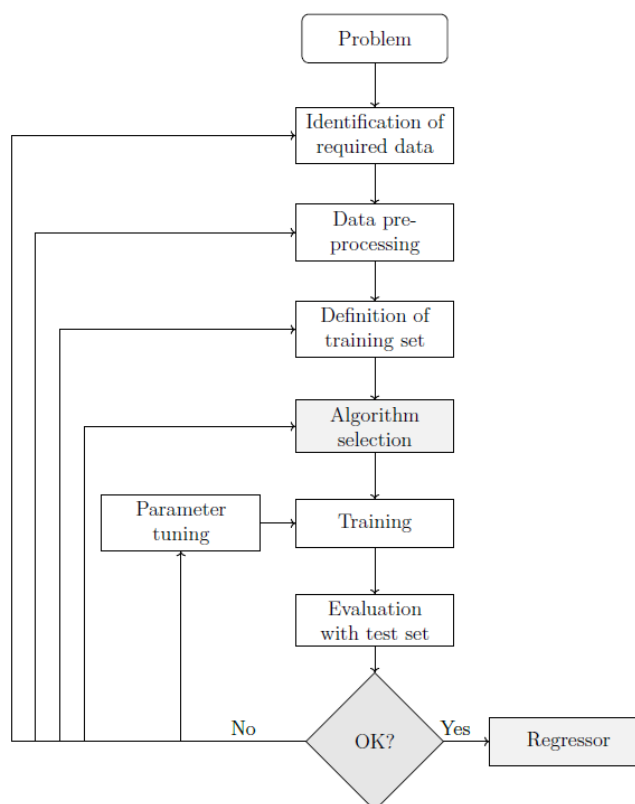 Problem
Identification of
required data
Data pre-
processing
Definition of
training set
Algorithm
selection
Parameter
tuning
Training
Evaluation
with test set
No
OK?
Yes
Regressor